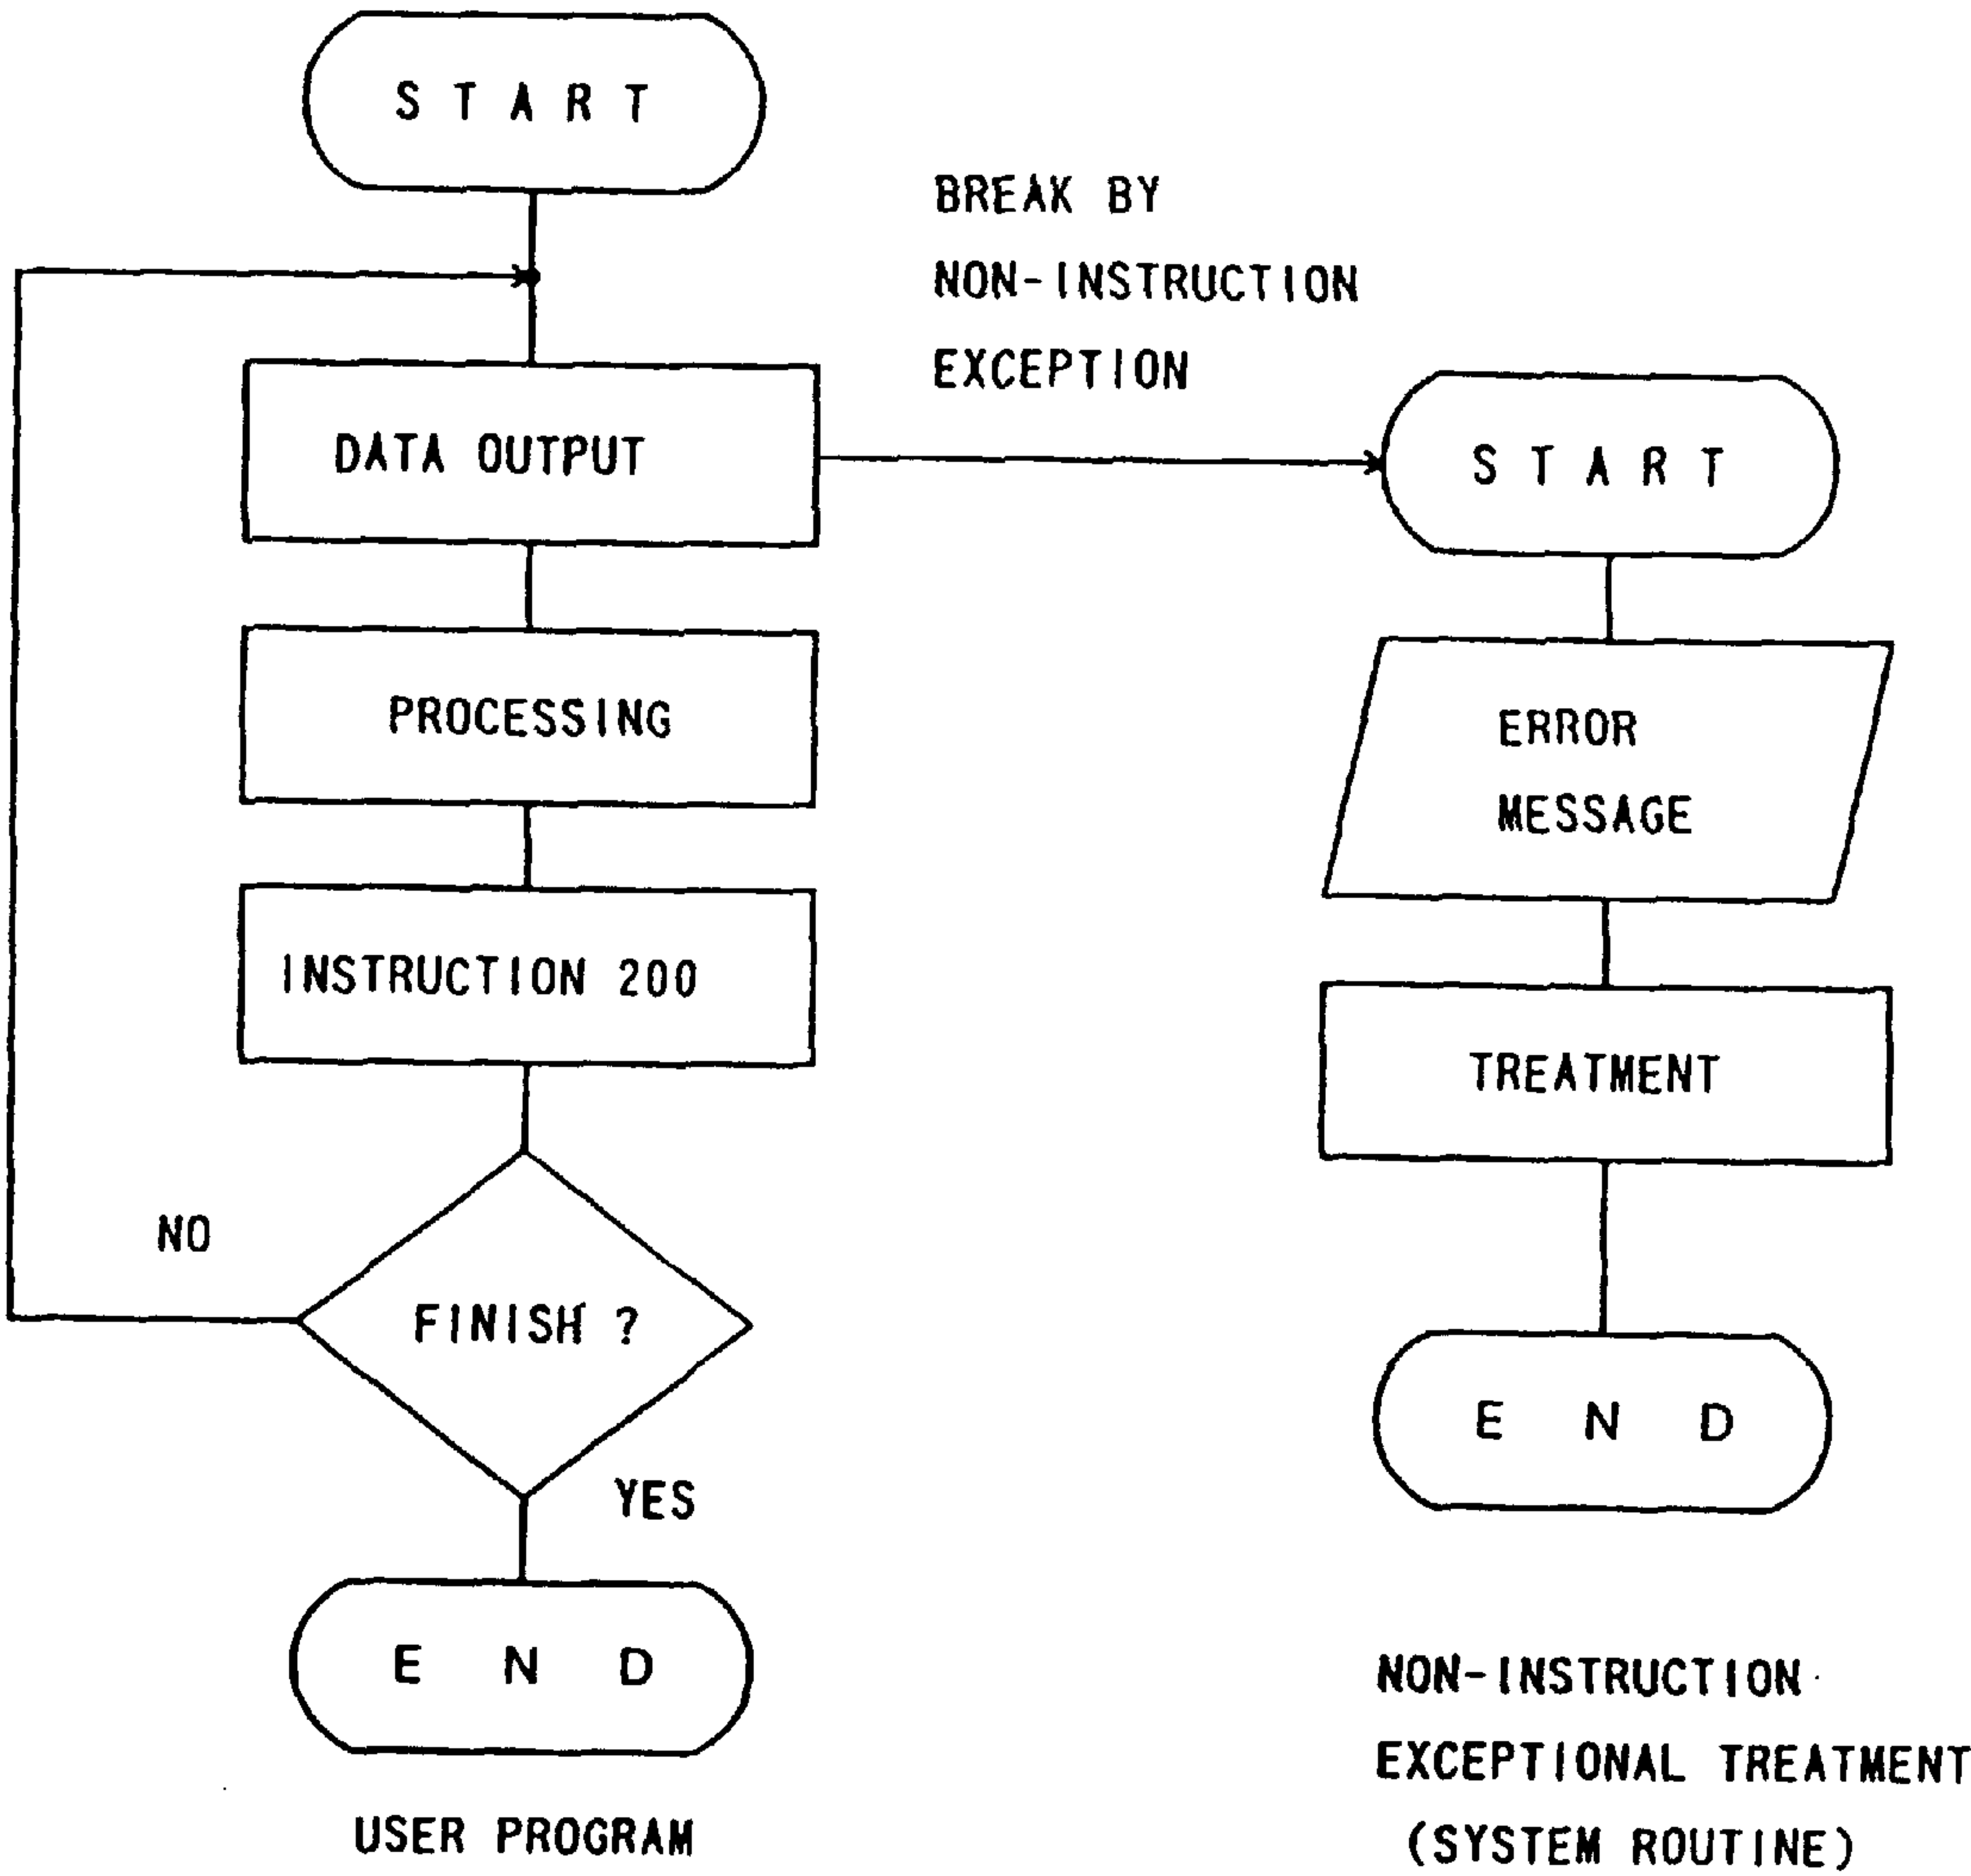 START
BREAK BY
NON-INSTRUCTION
EXCEPTION
DATA OUTPUT
START
PROCESSING
ERROR
MESSAGE
INSTRUCTION 200
TREATMENT
NO
FINISH ?
YES
END
END
USER PROGRAM
NON-INSTRUCTION
EXCEPTIONAL TREATMENT
(SYSTEM ROUTINE)